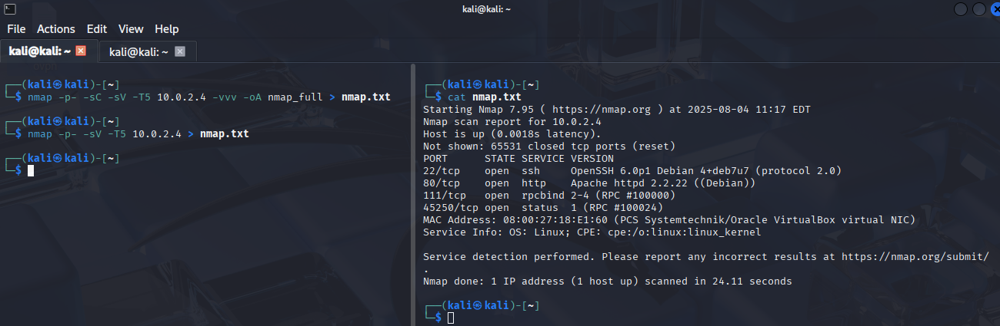 kali@kali: ~
File Actions Edit View Help
kali@kali: ~
kali@kali: ~
┌──(kali㉿kali)-[~]
└─$ nmap -p- -sC -sV -T5 10.0.2.4 -vvv -oA nmap_full > nmap.txt
┌──(kali㉿kali)-[~]
└─$ nmap -p- -sV -T5 10.0.2.4 > nmap.txt
┌──(kali㉿kali)-[~]
└─$
┌──(kali㉿kali)-[~]
└─$ cat nmap.txt
Starting Nmap 7.95 ( https://nmap.org ) at 2025-08-04 11:17 EDT
Nmap scan report for 10.0.2.4
Host is up (0.0018s latency).
Not shown: 65531 closed tcp ports (reset)
PORT      STATE SERVICE VERSION
22/tcp    open  ssh     OpenSSH 6.0p1 Debian 4+deb7u7 (protocol 2.0)
80/tcp    open  http    Apache httpd 2.2.22 ((Debian))
111/tcp   open  rpcbind 2-4 (RPC #100000)
45250/tcp open  status  1 (RPC #100024)
MAC Address: 08:00:27:18:E1:60 (PCS Systemtechnik/Oracle VirtualBox virtual NIC)
Service Info: OS: Linux; CPE: cpe:/o:linux:linux_kernel
Service detection performed. Please report any incorrect results at https://nmap.org/submit/
.
Nmap done: 1 IP address (1 host up) scanned in 24.11 seconds
┌──(kali㉿kali)-[~]
└─$